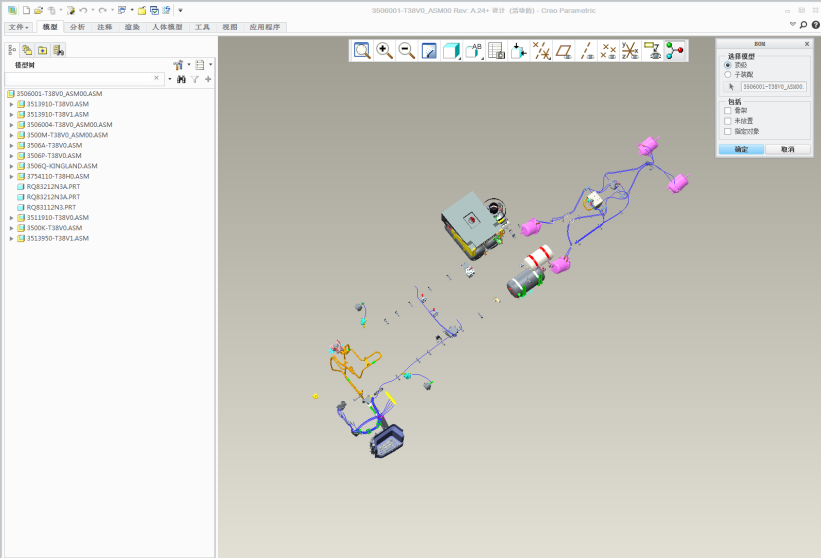 3506001-T38V0_ASM00 Rev. A.24+ 设计 (活动的) - Creo Parametric
文件 模型 分析 注释 渲染 人体模型 工具 视图 应用程序
模型树
3506001-T38V0_ASM00.ASM
3513910-T38V0.ASM
3513910-T38V1.ASM
3506004-T38V0_ASM00.ASM
3500M-T38V0_ASM00.ASM
3506A-T38V0.ASM
3506P-T38V0.ASM
3506Q-KINGLAND.ASM
3754110-T38H0.ASM
RQ83212N3A.PRT
RQ83212N3A.PRT
RQ83112N3.PRT
3511910-T38V0.ASM
3500K-T38V0.ASM
3513950-T38V1.ASM
AB
BOM
选择模型
顶级
子装配
3506001-T38V0_ASM00.
包括
骨架
未放置
指定对象
确定 取消